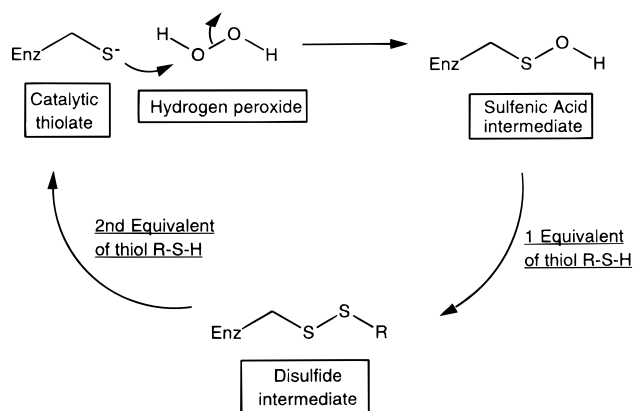 Enz
S-
H
O
O
H
Enz
S
O
H
Catalytic
thiolate
Hydrogen peroxide
Sulfenic Acid
intermediate
2nd Equivalent
of thiol R-S-H
1 Equivalent
of thiol R-S-H
Enz
S
S
R
Disulfide
intermediate